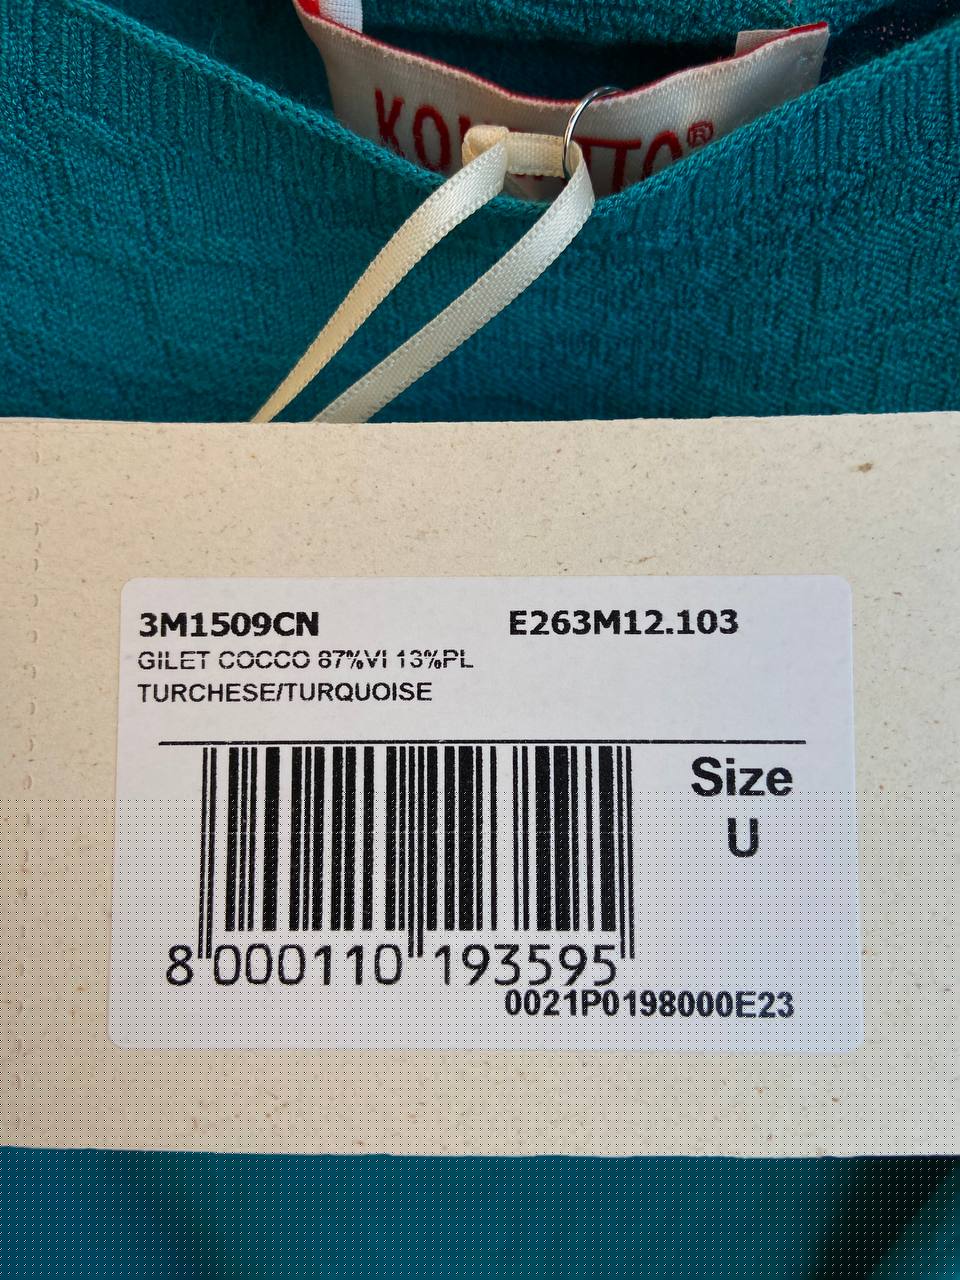 3M1509CN E263M12.103
GILET COCCO 87%VI 13%PL
TURCHESE/TURQUOISE
Size
U
8 000110 193595
0021P0198000E23